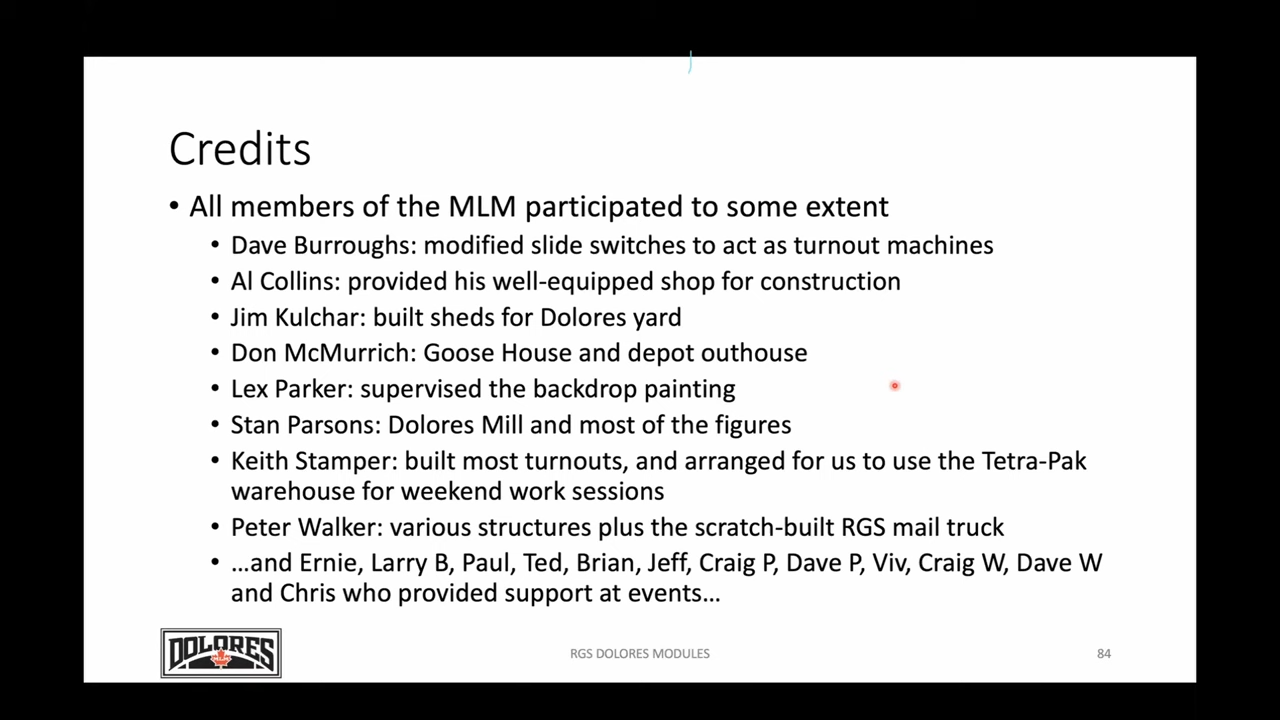 Credits
• All members of the MLM participated to some extent
• Dave Burroughs: modified slide switches to act as turnout machines
• Al Collins: provided his well-equipped shop for construction
• Jim Kulchar: built sheds for Dolores yard
• Don McMurrich: Goose House and depot outhouse
• Lex Parker: supervised the backdrop painting
• Stan Parsons: Dolores Mill and most of the figures
• Keith Stamper: built most turnouts, and arranged for us to use the Tetra-Pak
warehouse for weekend work sessions
• Peter Walker: various structures plus the scratch-built RGS mail truck
• …and Ernie, Larry B, Paul, Ted, Brian, Jeff, Craig P, Dave P, Viv, Craig W, Dave W
and Chris who provided support at events…
DOLORES
RGS DOLORES MODULES
84